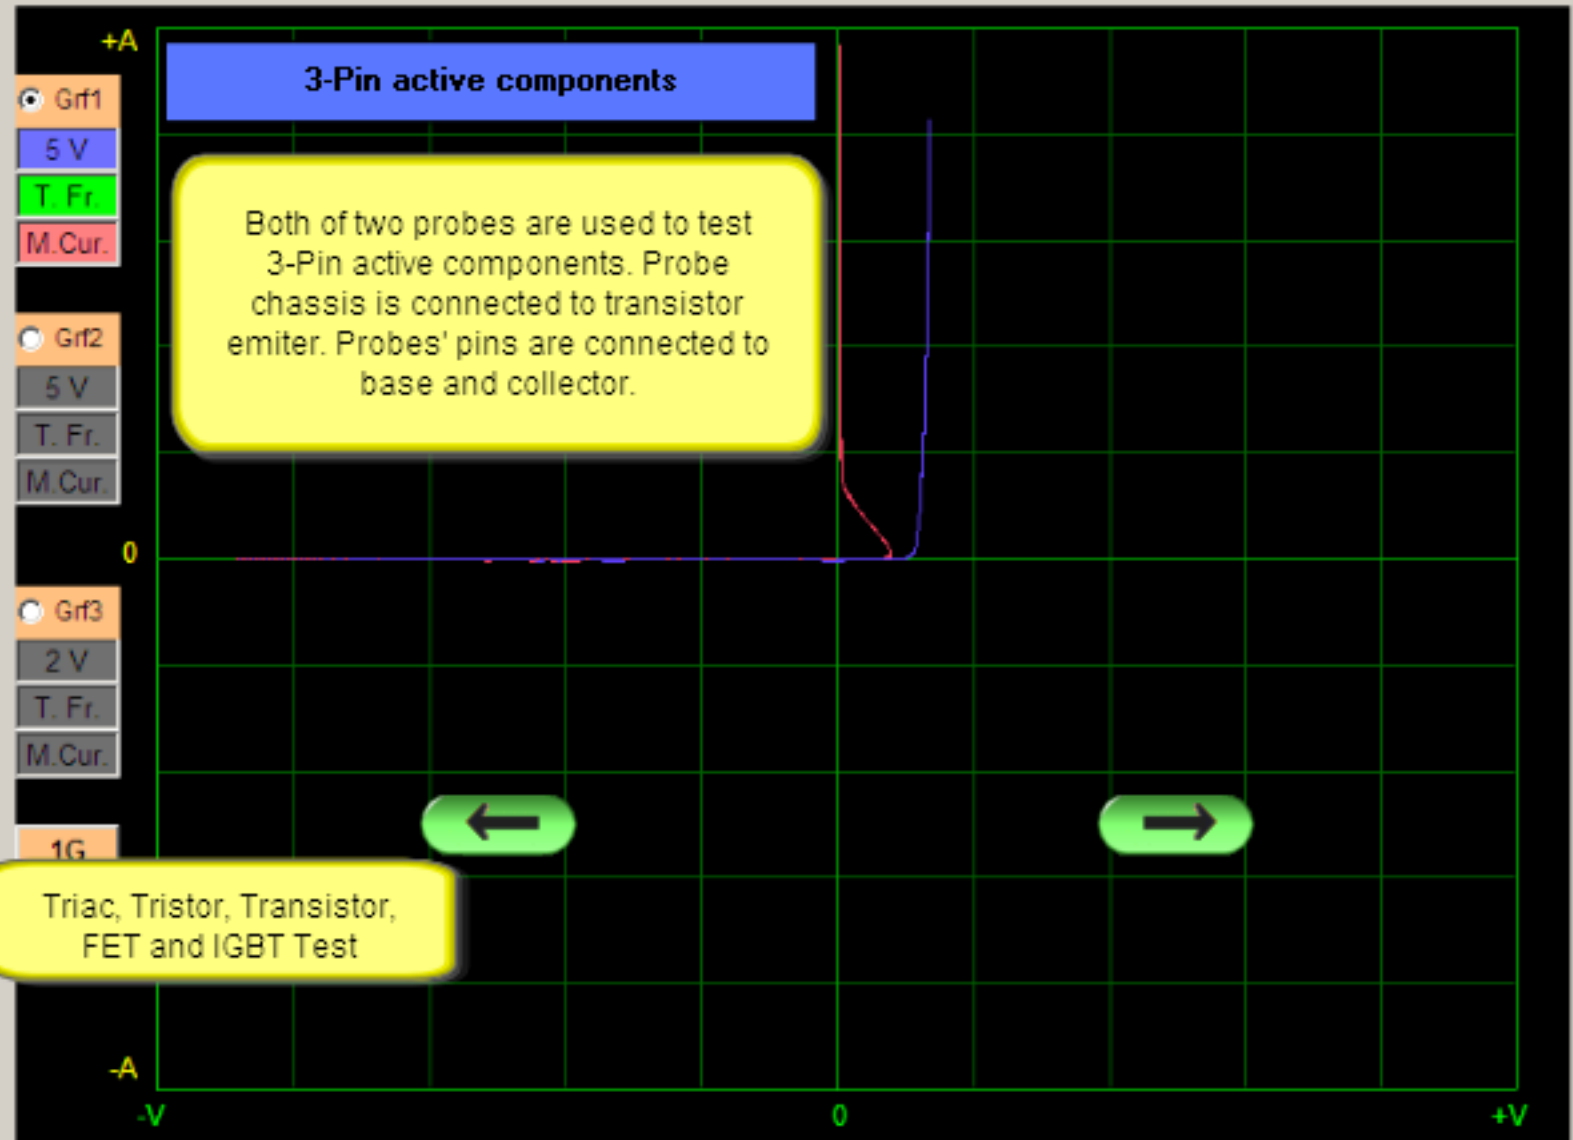 +A
3-Pin active components
Grf1
5 V
T. Fr.
M.Cur.
Both of two probes are used to test
3-Pin active components. Probe
chassis is connected to transistor
emiter. Probes' pins are connected to
base and collector.
Grf2
5 V
T. Fr.
M.Cur.
0
Grf3
2 V
T. Fr.
M.Cur.
1G
Triac, Tristor, Transistor,
FET and IGBT Test
-A
-V
0
+V